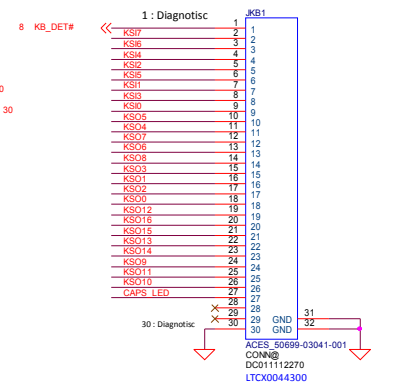 1 : Diagnotisc
JKB1
8 KB_DET# 1 1
KSI7 2 2
KSI6 3 3
KSI4 4 4
KSI2 5 5
KSI5 6 6
KSI1 7 7
KSI3 8 8
KSI0 9 9
KSO5 10 10
KSO4 11 11
KSO7 12 12
KSO6 13 13
KSO8 14 14
KSO3 15 15
KSO1 16 16
KSO2 17 17
KSO0 18 18
KSO12 19 19
KSO16 20 20
KSO15 21 21
KSO13 22 22
KSO14 23 23
KSO9 24 24
KSO11 25 25
KSO10 26 26
CAPS_LED 27 27
28 28
29 29 GND 31
30 : Diagnotisc 30 30 GND 32
0
30
ACES_50699-03041-001
CONN@
DC011112270
LTCX0044300